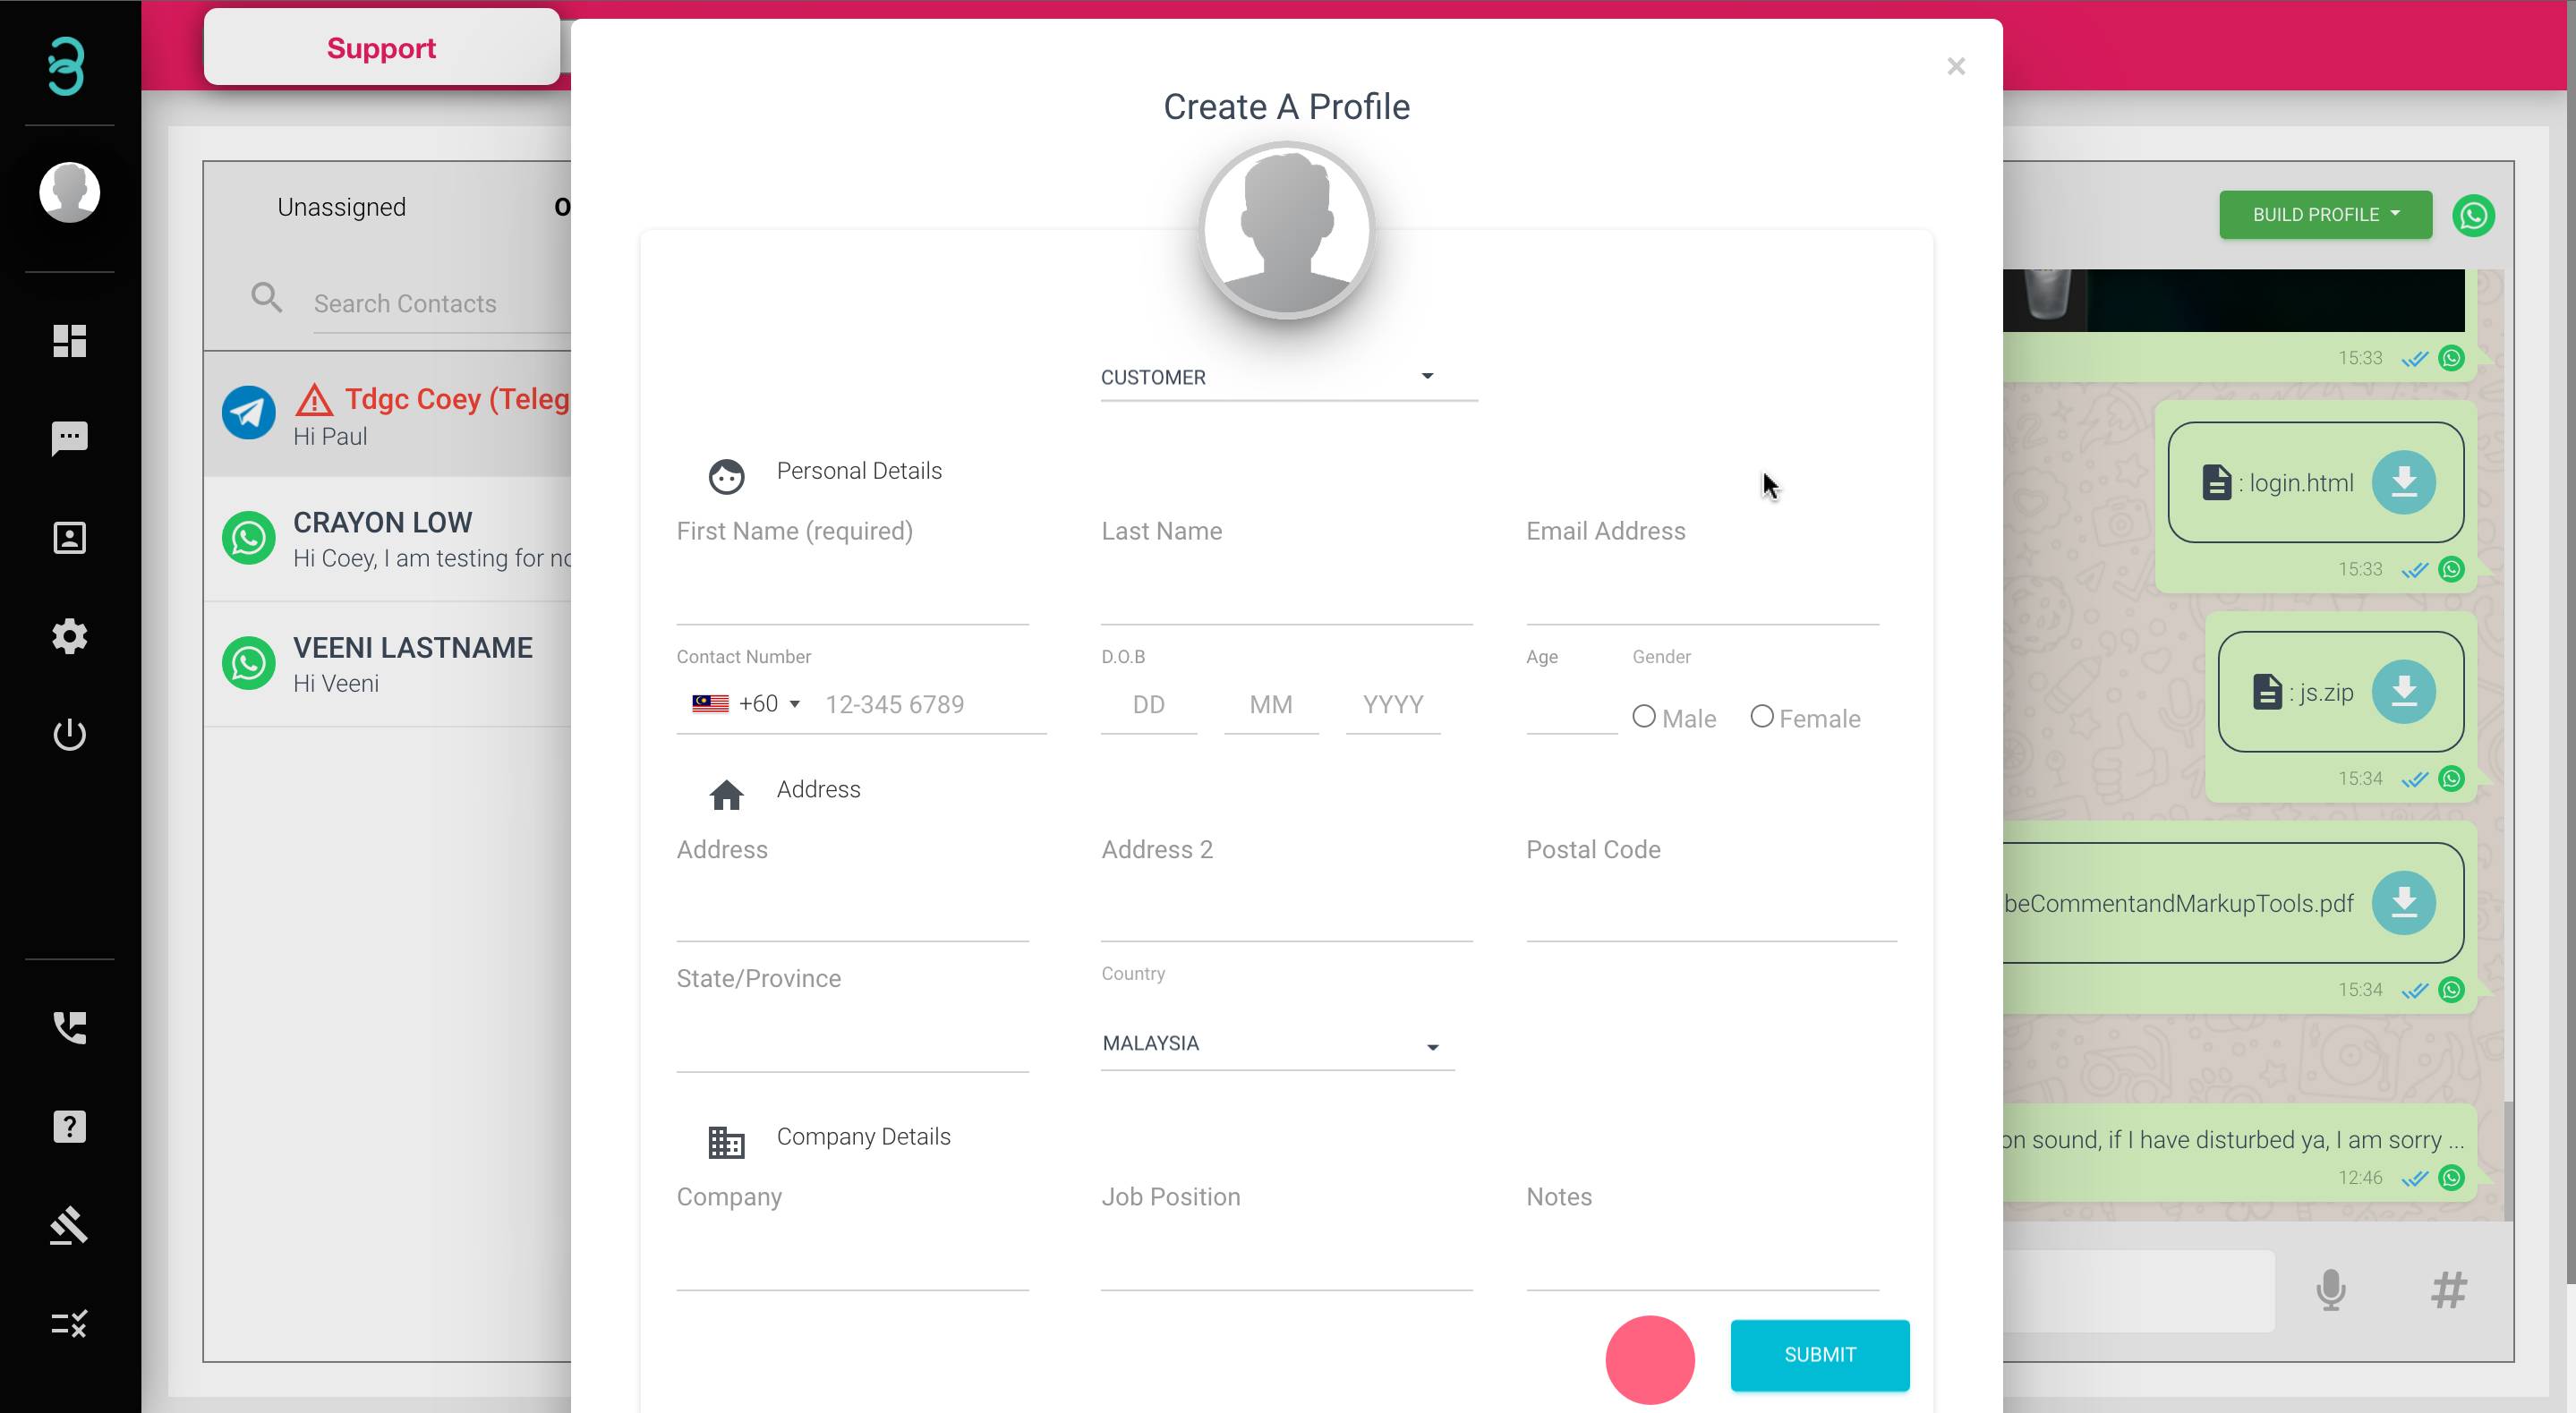 Support
Create A Profile
Unassigned
Search Contacts
Tdgc Coey (Teleg
Hi Paul
CRAYON LOW
Hi Coey, I am testing for no
VEENI LASTNAME
Hi Veeni
CUSTOMER
Personal Details
First Name (required)
Last Name
Email Address
Contact Number
D.O.B
Age
Gender
+60
12-345 6789
DD
MM
YYYY
Male
Female
Address
Address
Address 2
Postal Code
State/Province
Country
MALAYSIA
Company Details
Company
Job Position
Notes
SUBMIT
BUILD PROFILE
15:33
: login.html
15:33
: js.zip
15:34
beCommentandMarkupTools.pdf
15:34
on sound, if I have disturbed ya, I am sorry ...
12:46